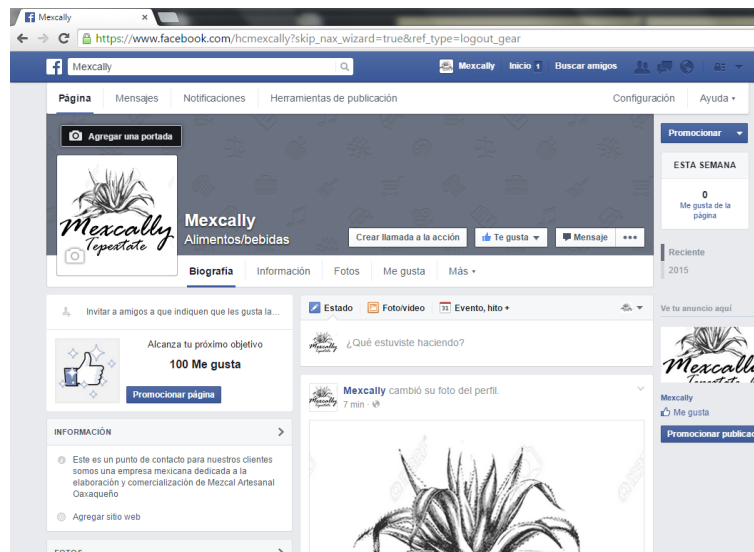 Mexcally
https://www.facebook.com/hcmexcally?skip_nax_wizard=true&ref_type=logout_gear
Mexcally
Mexcally Inicio 1 Buscar amigos
Página Mensajes Notificaciones Herramientas de publicación Configuración Ayuda
Agregar una portada
Promocionar
ESTA SEMANA
0
Me gusta de la
página
Mexcally
Tepextate
Mexcally
Alimentos/bebidas
Crear llamada a la acción Te gusta Mensaje
Reciente
2015
Biografía Información Fotos Me gusta Más
Invitar a amigos a que indiquen que les gusta la...
Estado Foto/video 31 Evento, hito +
Ve tu anuncio aquí
Alcanza tu próximo objetivo
100 Me gusta
Promocionar página
¿Qué estuviste haciendo?
Mexcally cambió su foto del perfil.
7 min
Mexcally
Me gusta
Promocionar publicac
INFORMACIÓN
Este es un punto de contacto para nuestros clientes
somos una empresa mexicana dedicada a la
elaboración y comercialización de Mezcal Artesanal
Oaxaqueño
Agregar sitio web
FOTOS